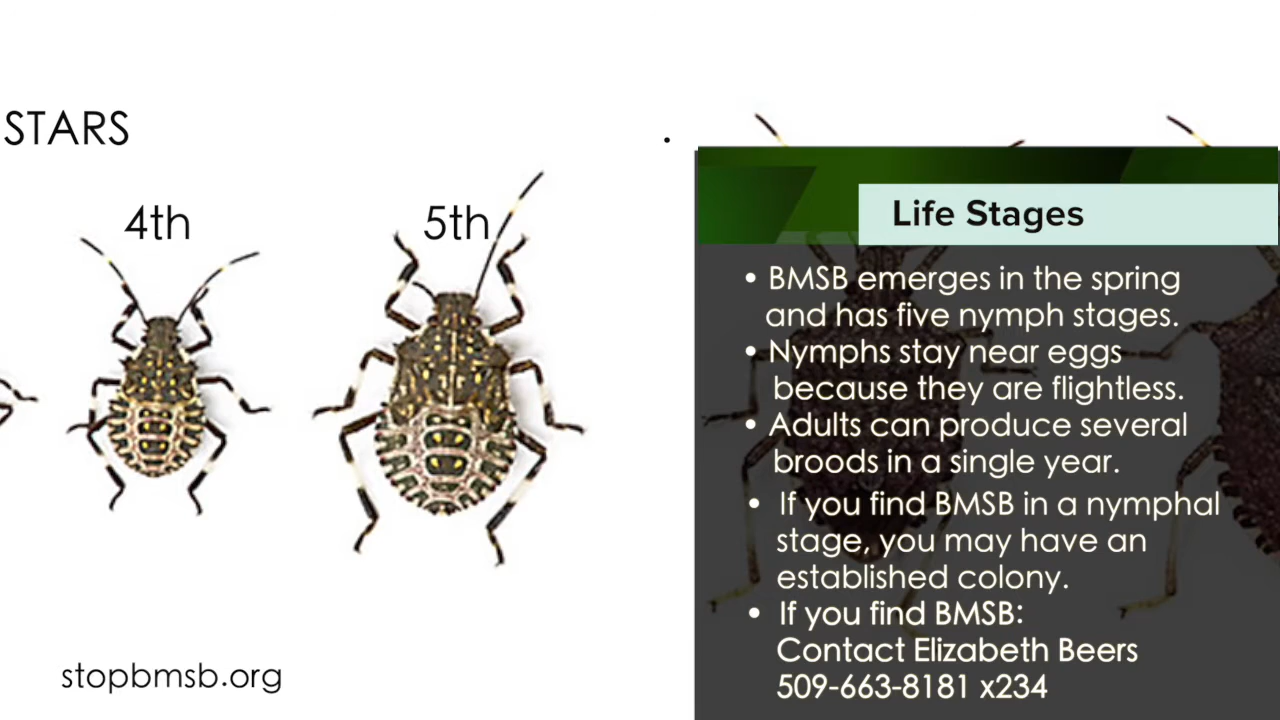 STARS
4th
5th
stopbmsb.org
Life Stages
• BMSB emerges in the spring
and has five nymph stages.
• Nymphs stay near eggs
because they are flightless.
• Adults can produce several
broods in a single year.
• If you find BMSB in a nymphal
stage, you may have an
established colony.
• If you find BMSB:
Contact Elizabeth Beers
509-663-8181 x234